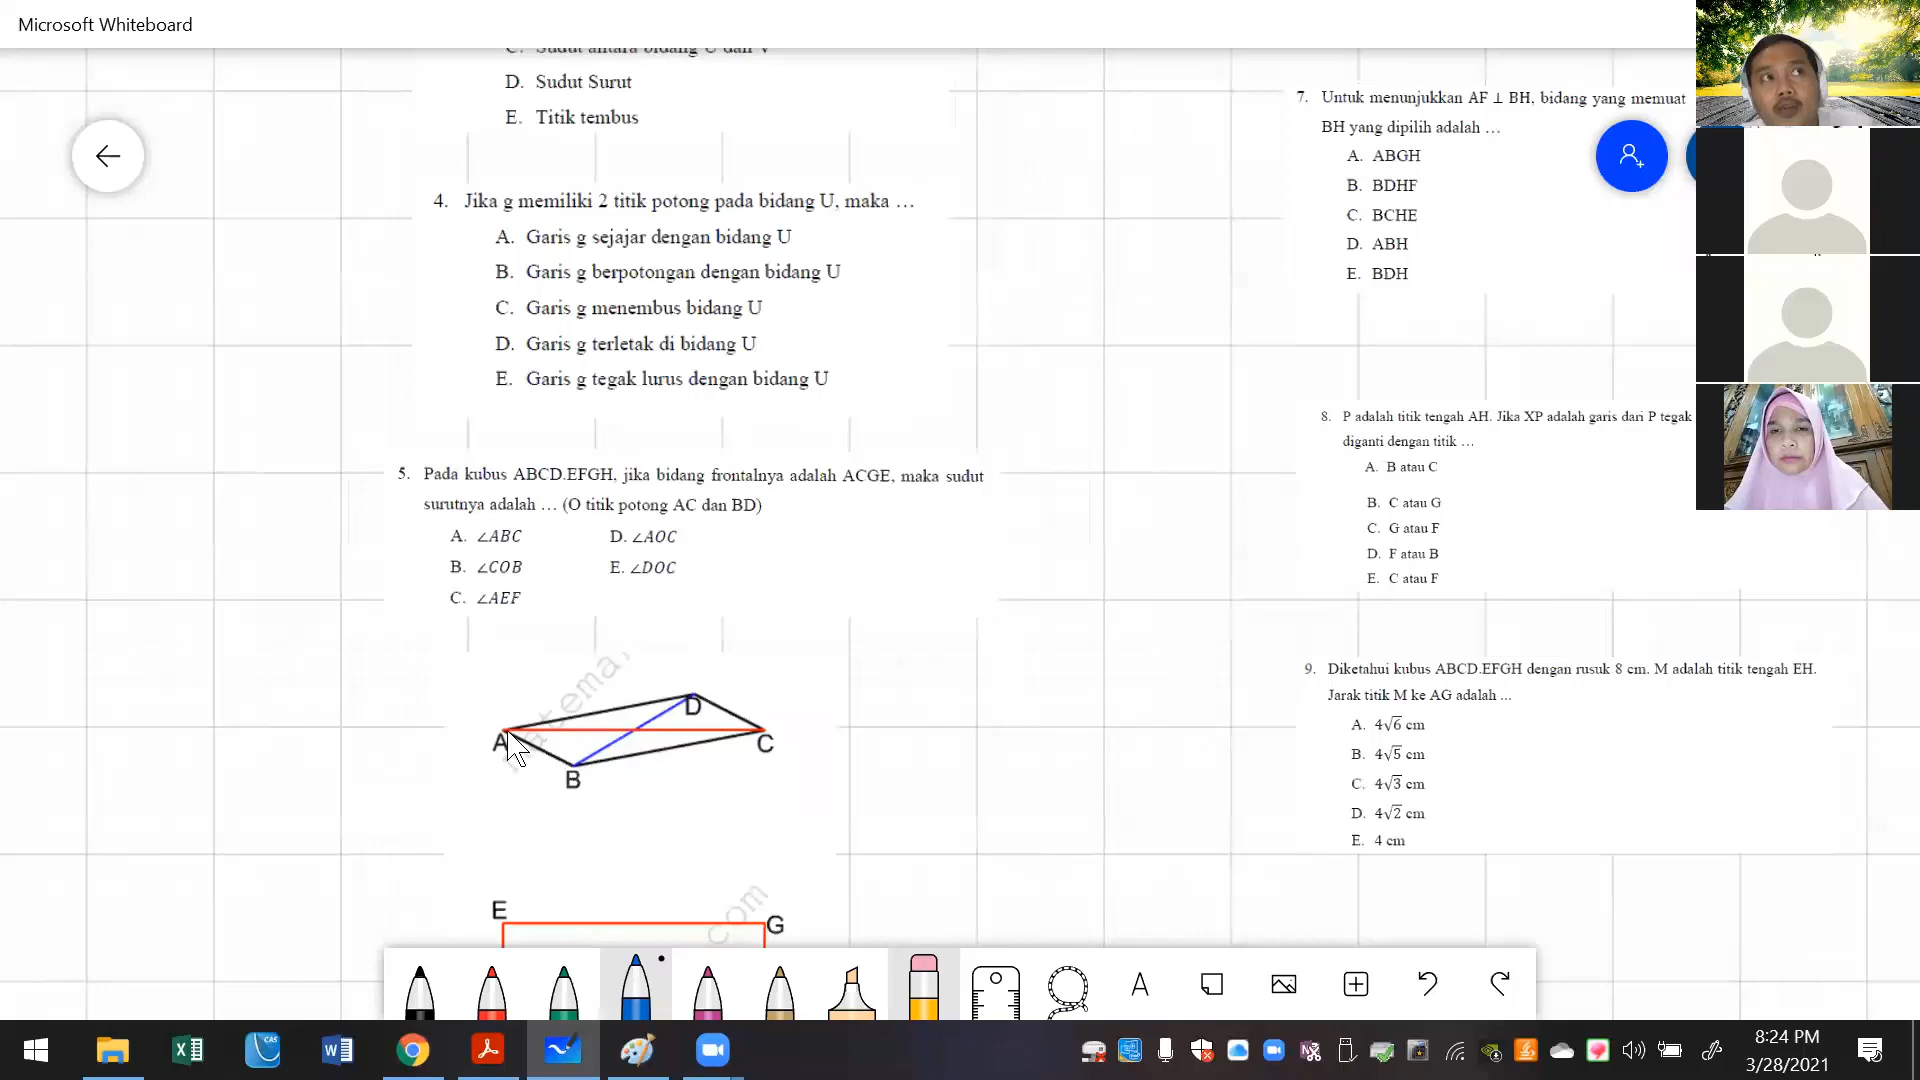 Microsoft Whiteboard
C. Sudut antara bidang U dan V
D. Sudut Surut
E. Titik tembus
4. Jika g memiliki 2 titik potong pada bidang U, maka …
A. Garis g sejajar dengan bidang U
B. Garis g berpotongan dengan bidang U
C. Garis g menembus bidang U
D. Garis g terletak di bidang U
E. Garis g tegak lurus dengan bidang U
5. Pada kubus ABCD.EFGH, jika bidang frontalnya adalah ACGE, maka sudut
surutnya adalah … (O titik potong AC dan BD)
A. ∠ABC D. ∠AOC
B. ∠COB E. ∠DOC
C. ∠AEF
D
A
C
B
E
G
com
7. Untuk menunjukkan AF ⊥ BH, bidang yang memuat
BH yang dipilih adalah …
A. ABGH
B. BDHF
C. BCHE
D. ABH
E. BDH
8. P adalah titik tengah AH. Jika XP adalah garis dari P tegak
diganti dengan titik …
A. B atau C
B. C atau G
C. G atau F
D. F atau B
E. C atau F
9. Diketahui kubus ABCD.EFGH dengan rusuk 8 cm. M adalah titik tengah EH.
Jarak titik M ke AG adalah ...
A. 4√6 cm
B. 4√5 cm
C. 4√3 cm
D. 4√2 cm
E. 4 cm
8:24 PM
3/28/2021